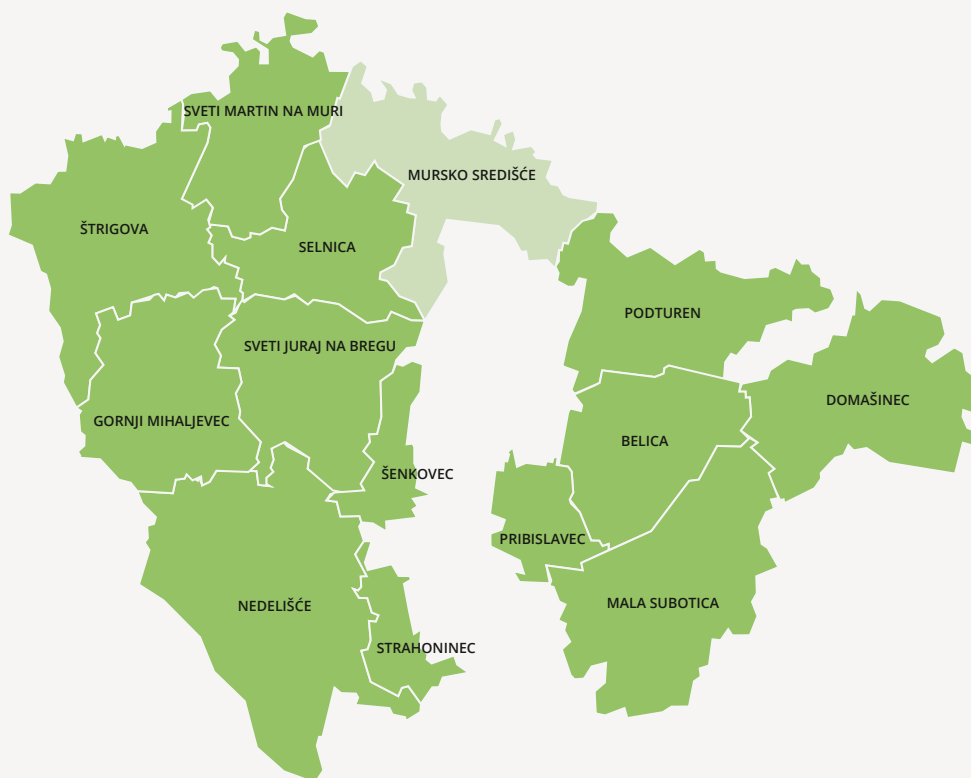 SVETI MARTIN NA MURI
MURSKO SREDIŠĆE
ŠTRIGOVA
SELNICA
PODTUREN
SVETI JURAJ NA BREGU
DOMAŠINEC
GORNJI MIHALJEVEC
BELICA
ŠENKOVEC
PRIBISLAVEC
NEDELIŠĆE
MALA SUBOTICA
STRAHONINEC